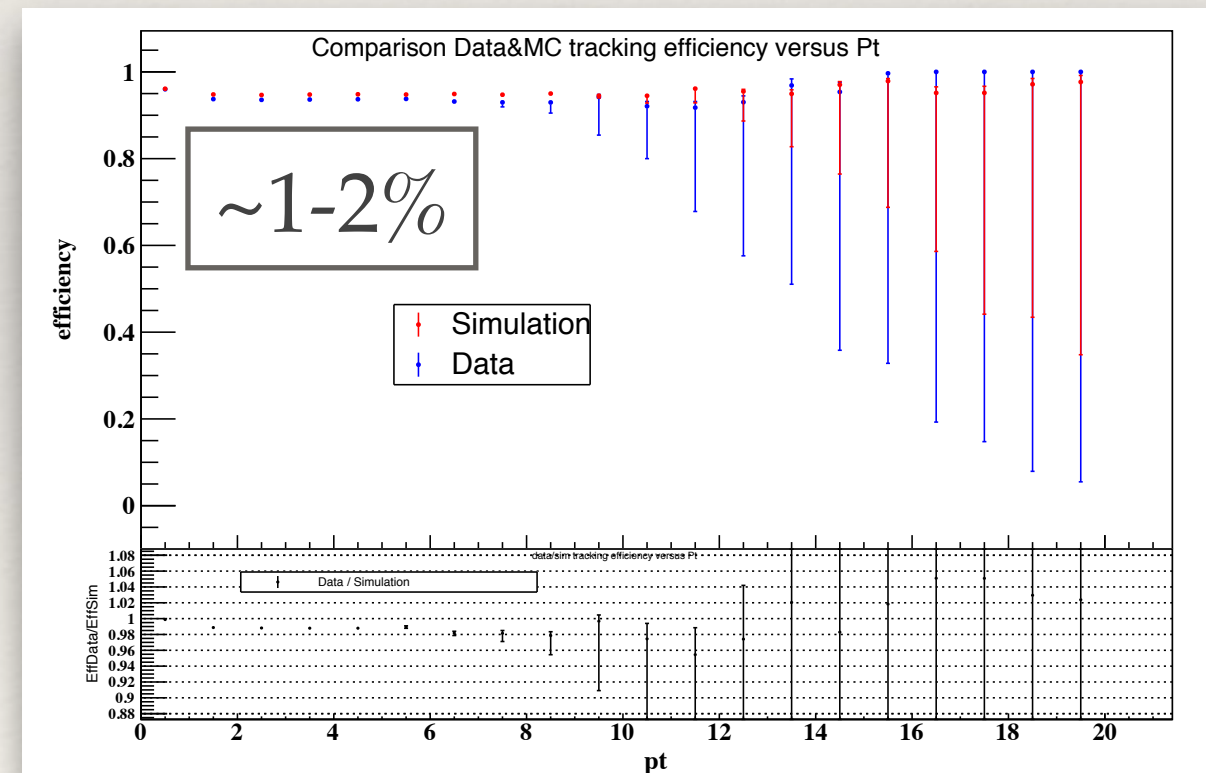 Comparison Data&MC tracking efficiency versus Pt
1
0.8
0.6
0.4
0.2
0
efficiency
~1-2%
Simulation
Data
data/sim tracking efficiency versus Pt
Data / Simulation
1.08
1.06
1.04
1.02
1
0.98
0.96
0.94
0.92
0.9
0.88
EffData/EffSim
0 2 4 6 8 10 12 14 16 18 20
pt